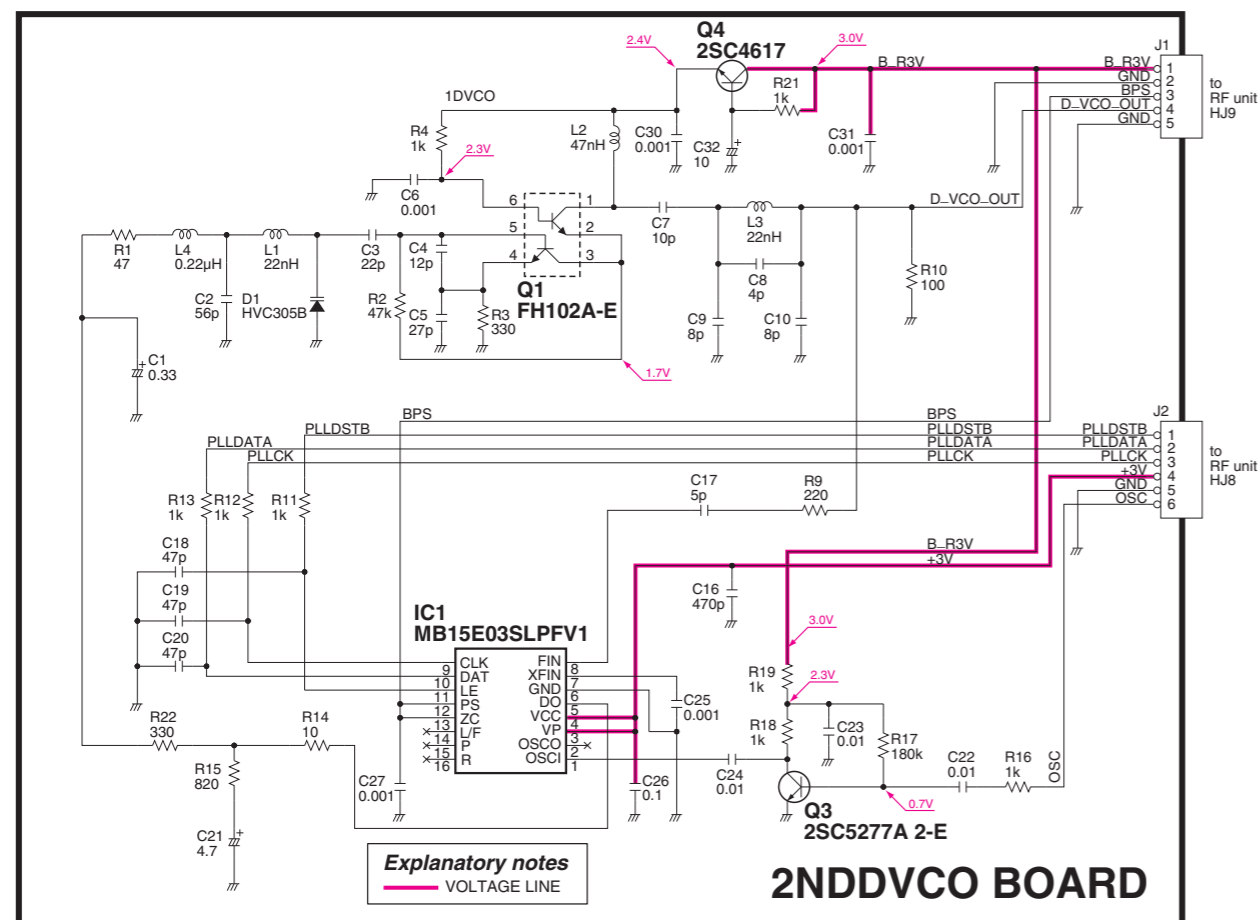 Q4
2SC4617
2.4V
3.0V
B_R3V
B_R3V
GND
BPS
D_VCO_OUT
GND
J1
1
2
3
4
5
to
RF unit
HJ9
1DVCO
R4
1k
2.3V
L2
47nH
C30
0.001
C32
+
10
R21
1k
C31
0.001
C6
0.001
6
5
4
1
2
3
Q1
FH102A-E
C7
10p
L3
22nH
D_VCO_OUT
R1
47
L4
0.22µH
L1
22nH
C3
22p
C4
12p
C2
56p
D1
HVC305B
R2
47k
C5
27p
R3
330
C8
4p
C9
8p
C10
8p
R10
100
C1
+
0.33
1.7V
BPS
BPS
PLLDSTB
PLLDSTB
PLLDSTB
PLLDATA
PLLDATA
PLLDATA
PLLCK
PLLCK
PLLCK
+3V
GND
OSC
J2
1
2
3
4
5
6
to
RF unit
HJ8
R13
1k
R12
1k
R11
1k
C17
5p
R9
220
C18
47p
C19
47p
C20
47p
B_R3V
+3V
C16
470p
IC1
MB15E03SLPFV1
CLK
DAT
LE
PS
ZC
L/F
P
R
9
10
11
12
13
14
15
16
FIN
XFIN
GND
DO
VCC
VP
OSCO
OSCI
8
7
6
5
4
3
2
1
C25
0.001
3.0V
R19
1k
2.3V
R18
1k
C23
0.01
R17
180k
C22
0.01
R16
1k
OSC
R22
330
R14
10
R15
820
C21
+
4.7
C27
0.001
C26
0.1
C24
0.01
0.7V
Q3
2SC5277A 2-E
Explanatory notes
VOLTAGE LINE
2NDDVCO BOARD